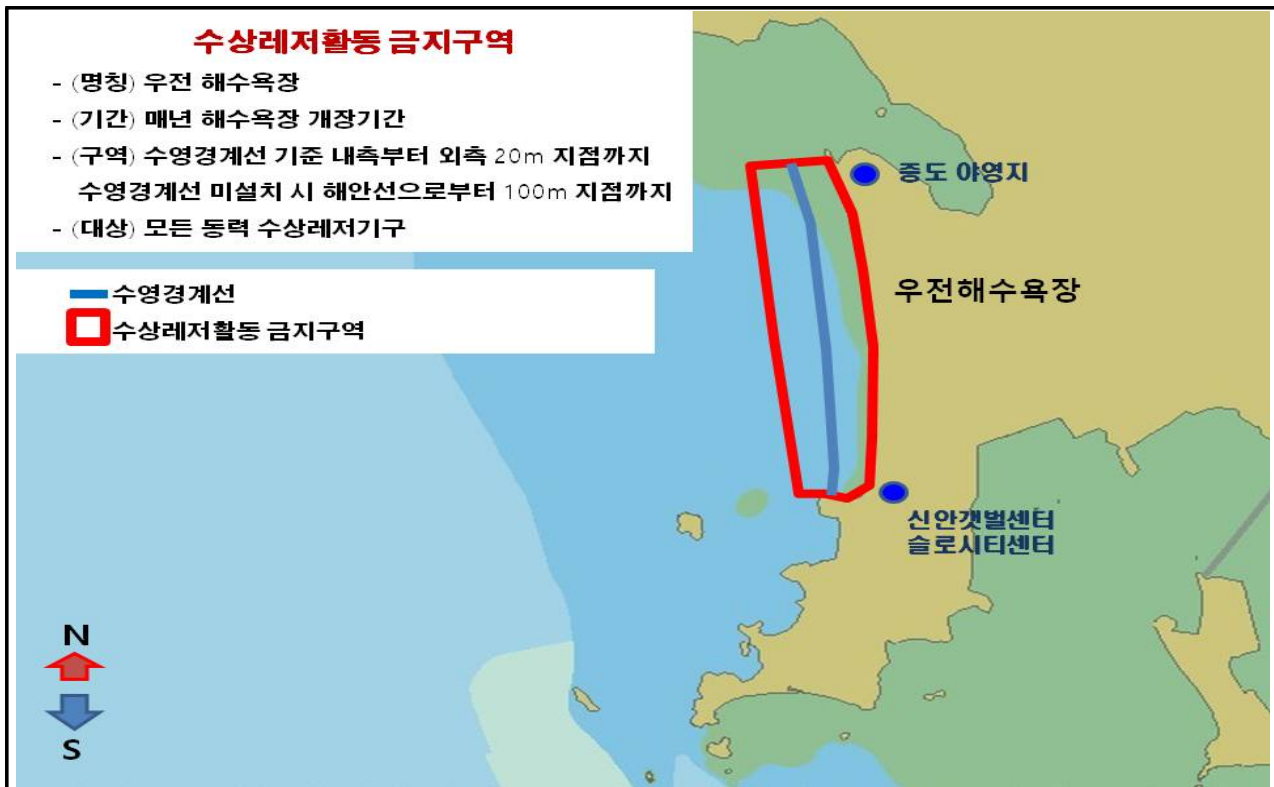 수상레저활동 금지구역
- (명칭) 우전 해수욕장
- (기간) 매년 해수욕장 개장기간
- (구역) 수영경계선 기준 내측부터 외측 20m 지점까지
수영경계선 미설치 시 해안선으로부터 100m 지점까지
- (대상) 모든 동력 수상레저기구
수영경계선
수상레저활동 금지구역
증도 야영지
우전해수욕장
신안갯벌센터
슬로시티센터
N
S